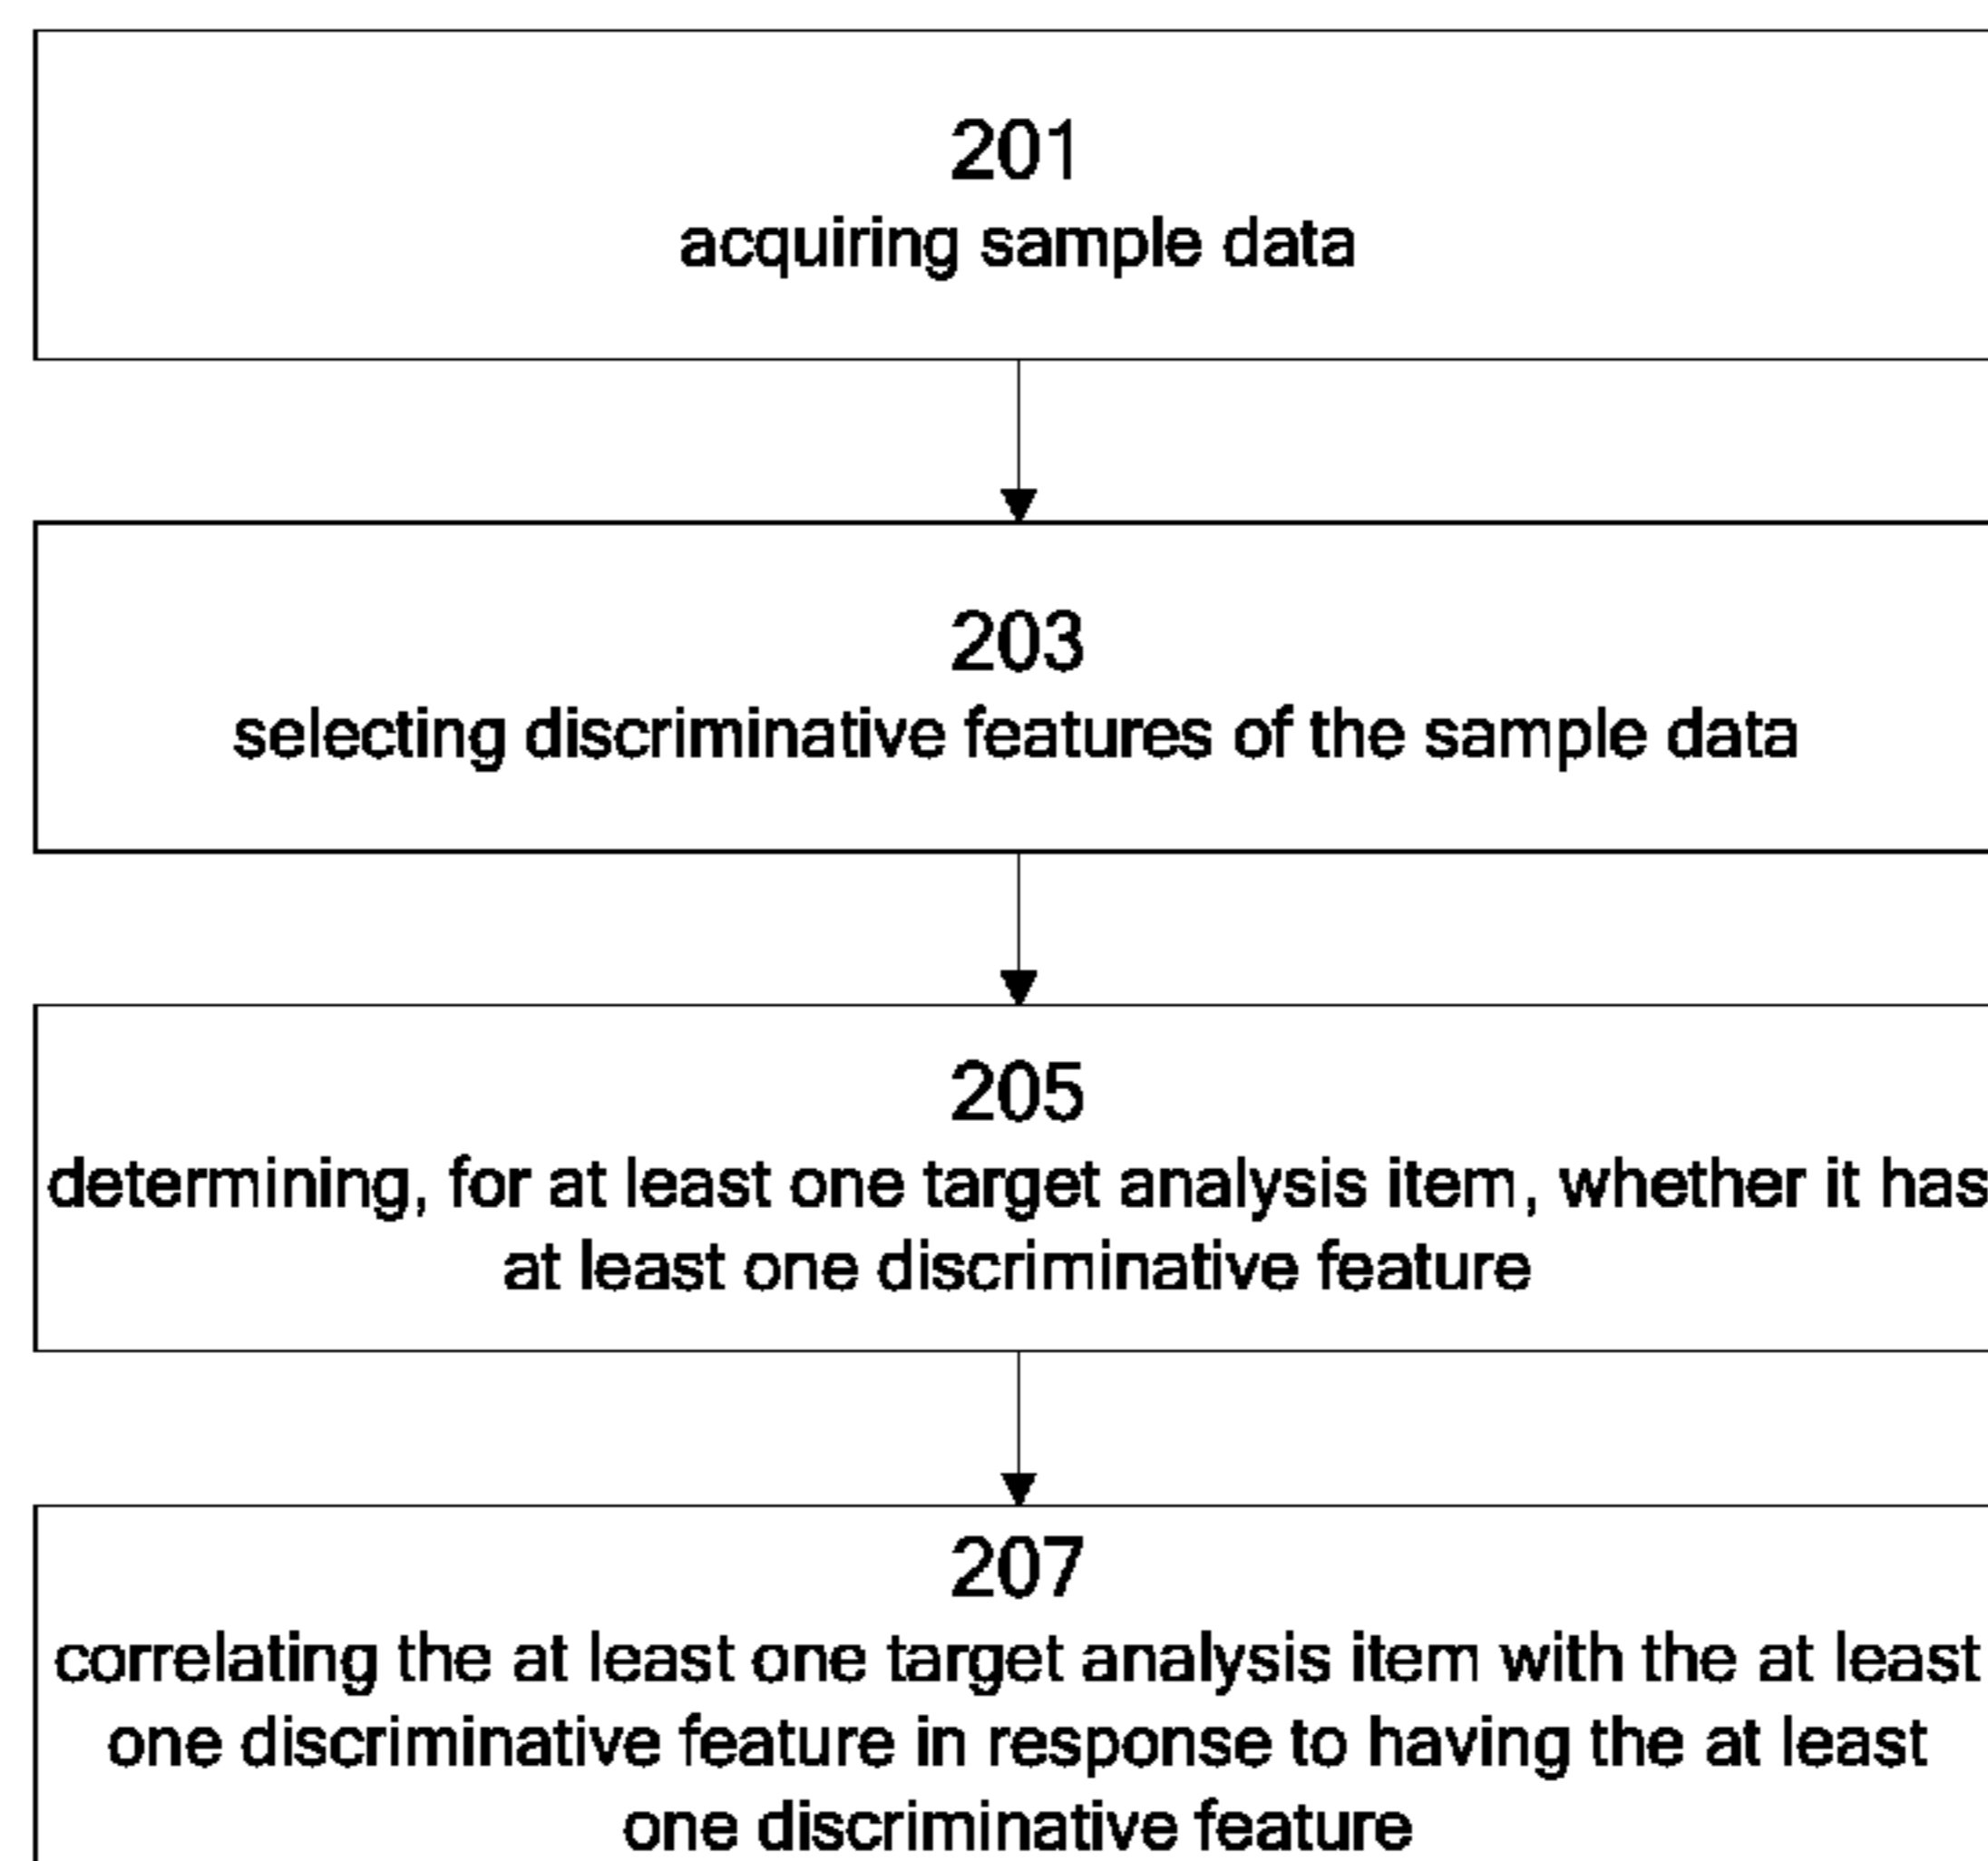 201
acquiring sample data
203
selecting discriminative features of the sample data
205
determining, for at least one target analysis item, whether it has
at least one discriminative feature
207
correlating the at least one target analysis item with the at least
one discriminative feature in response to having the at least
one discriminative feature